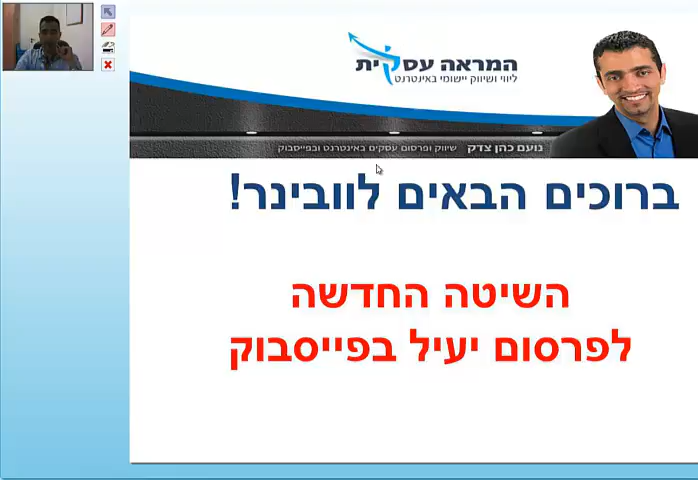 המראה עסקית
ליווי ושיווק יישומי באינטרנט
נועם כהן צדק שיווק ופרסום עסקים באינטרנט ובפייסבוק
ברוכים הבאים לוובינר!
השיטה החדשה
לפרסום יעיל בפייסבוק